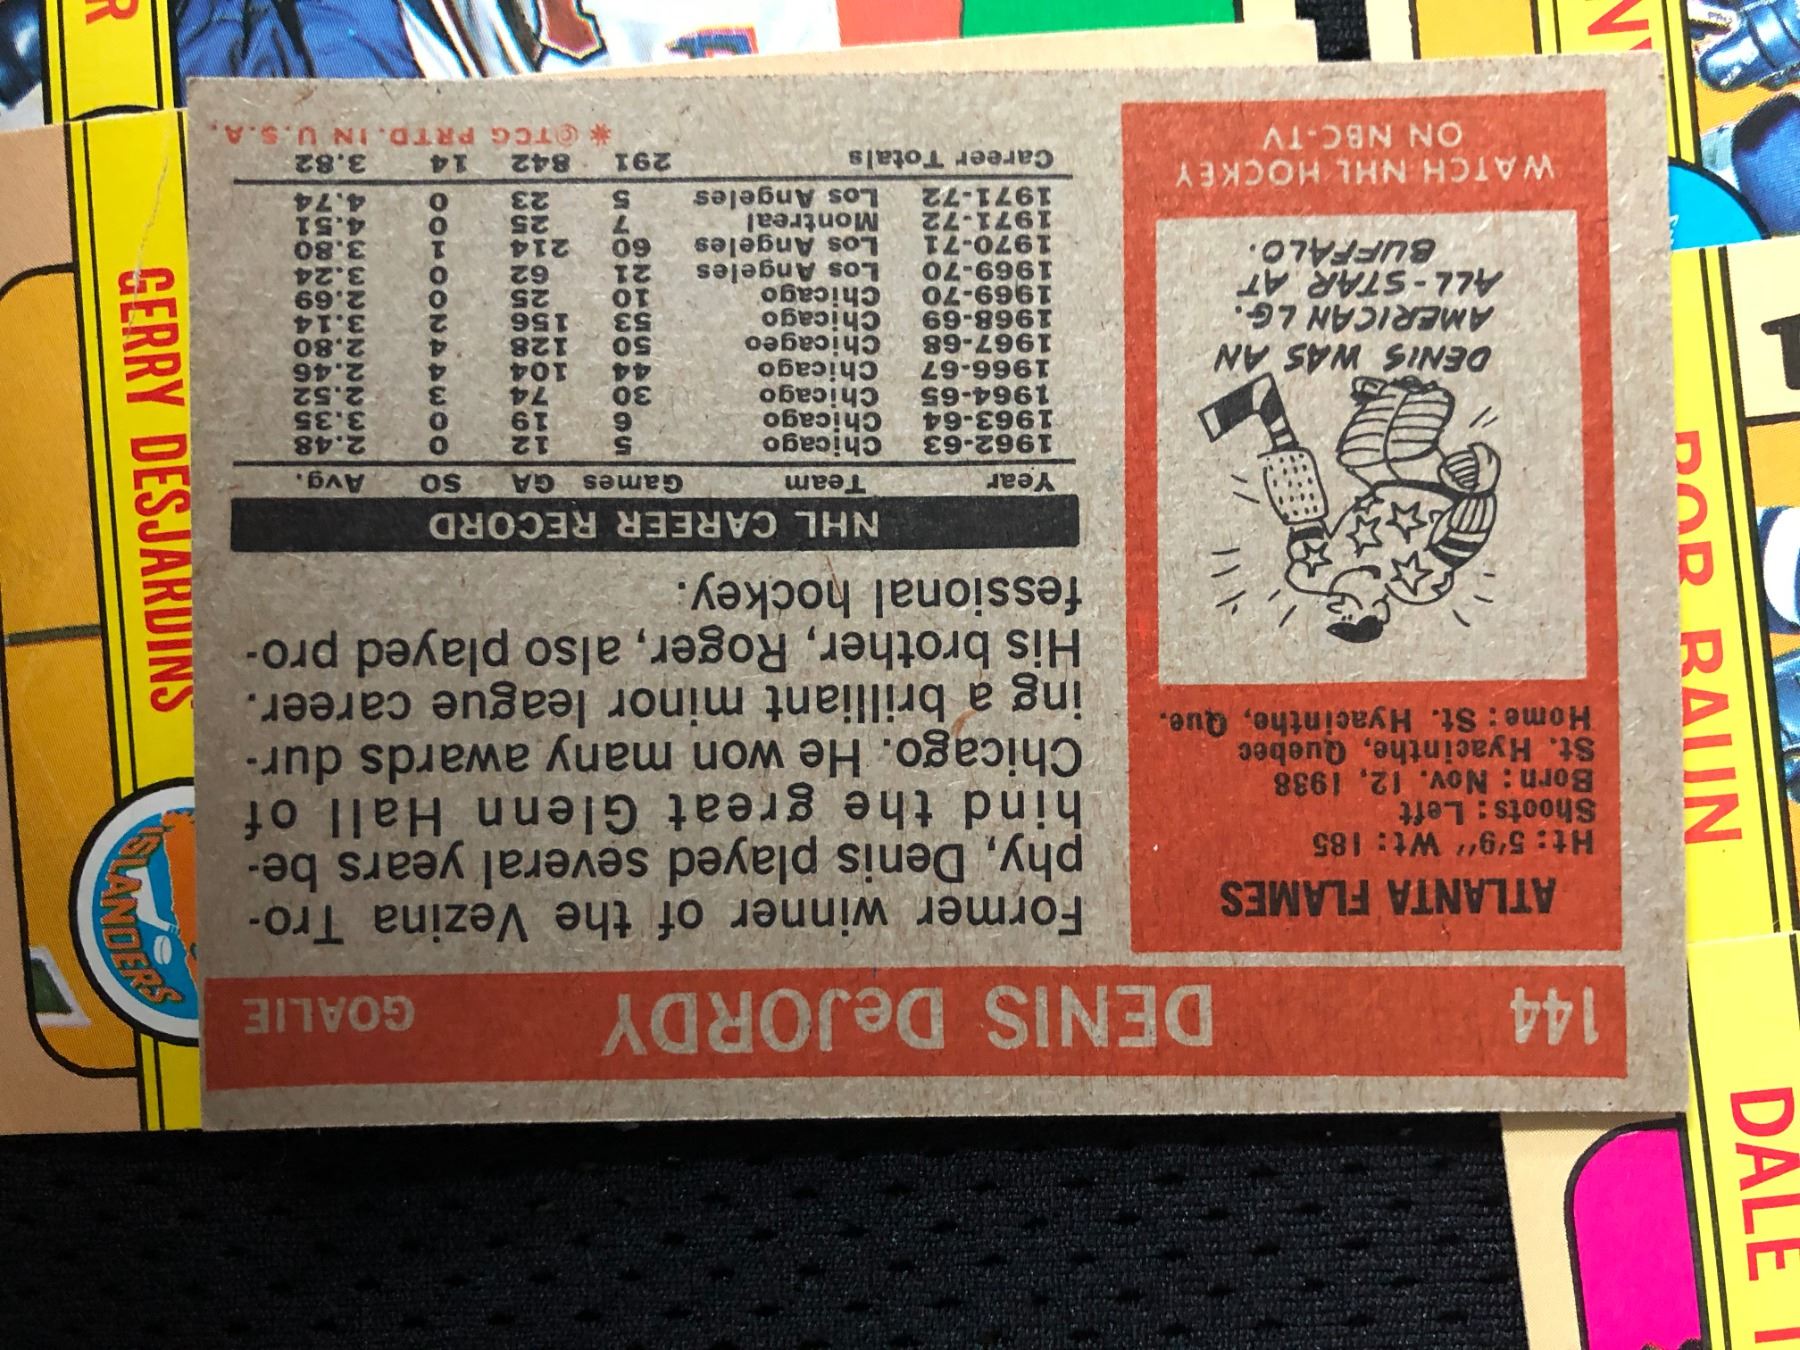 144 DENIS DeJORDY GOALIE
ATLANTA FLAMES
Ht: 5'9" Wt: 185
Shoots: Left
Born: Nov. 12, 1938
St. Hyacinthe, Quebec
Home: St. Hyacinthe, Que.
DENIS WAS AN
AMERICAN LG.
ALL-STAR AT
BUFFALO.
WATCH NHL HOCKEY
ON NBC-TV
Former winner of the Vezina Tro-
phy, Denis played several years be-
hind the great Glenn Hall of
Chicago. He won many awards dur-
ing a brilliant minor league career.
His brother, Roger, also played pro-
fessional hockey.
NHL CAREER RECORD
Year Team Games GA SO Avg.
1962-63 Chicago 5 12 0 2.48
1963-64 Chicago 6 19 0 3.35
1964-65 Chicago 30 74 3 2.52
1966-67 Chicago 44 104 4 2.46
1967-68 Chicageo 50 128 4 2.80
1968-69 Chicago 53 156 2 3.14
1969-70 Chicago 10 25 0 2.69
1969-70 Los Angeles 21 62 0 3.24
1970-71 Los Angeles 60 214 1 3.80
1971-72 Montreal 7 25 0 4.51
1971-72 Los Angeles 5 23 0 4.74
Career Totals 291 842 14 3.82
*©TCG PRTD. IN U.S.A.
GERRY DESJARDINS
ISLANDERS
BOB BAUN
DALE